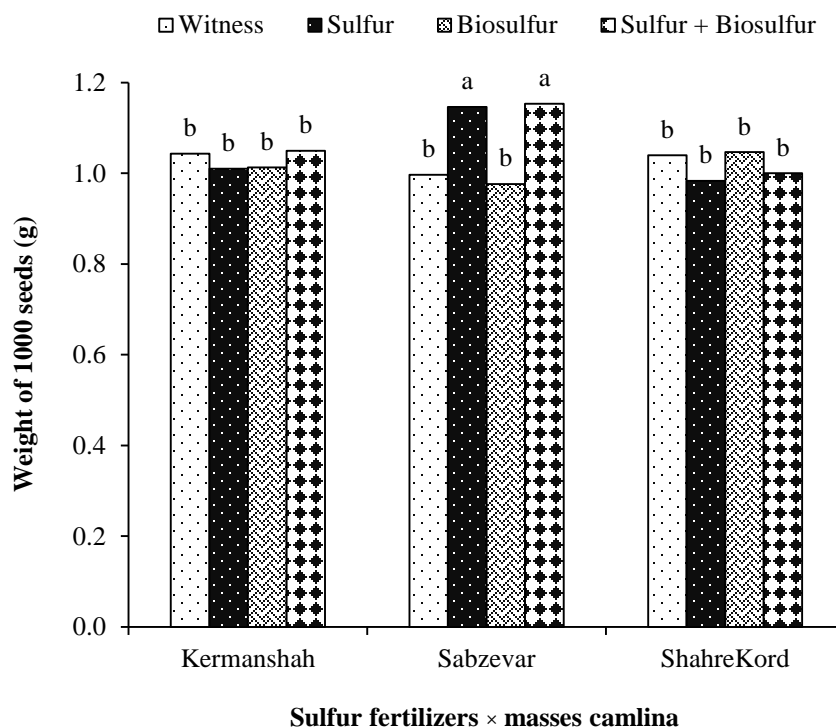 Witness Sulfur Biosulfur Sulfur + Biosulfur
Weight of 1000 seeds (g)
1.2
1.0
0.8
0.6
0.4
0.2
0.0
b b b b b a b a b b b b
Kermanshah Sabzevar ShahreKord
Sulfur fertilizers × masses camlina